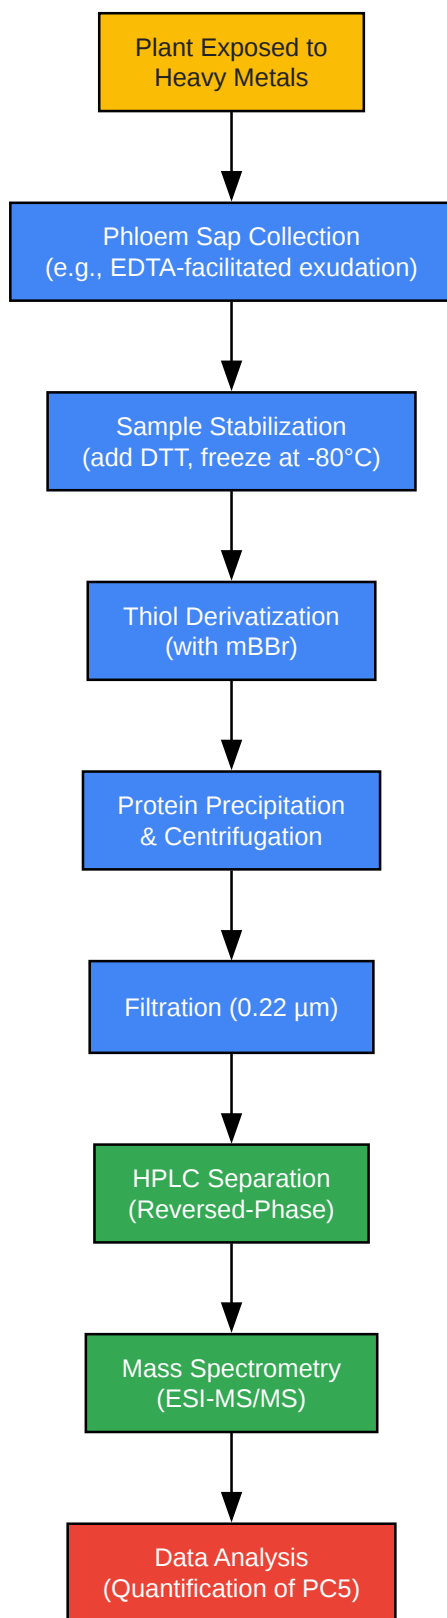 Plant Exposed to
Heavy Metals
Phloem Sap Collection
(e.g., EDTA-facilitated exudation)
Sample Stabilization
(add DTT, freeze at -80°C)
Thiol Derivatization
(with mBBr)
Protein Precipitation
& Centrifugation
Filtration (0.22 µm)
HPLC Separation
(Reversed-Phase)
Mass Spectrometry
(ESI-MS/MS)
Data Analysis
(Quantification of PC5)